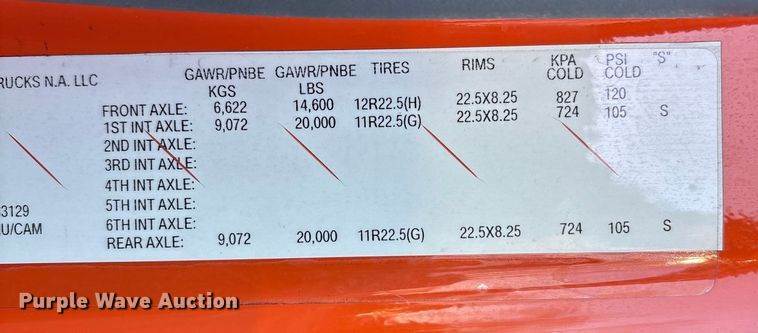 RUCKS N.A. LLC GAWR/PNBE GAWR/PNBE TIRES RIMS KPA PSI "S"
KGS LBS COLD COLD
FRONT AXLE: 6,622 14,600 12R22.5(H) 22.5X8.25 827 120
1ST INT AXLE: 9,072 20,000 11R22.5(G) 22.5X8.25 724 105 S
2ND INT AXLE:
3RD INT AXLE:
4TH INT AXLE:
5TH INT AXLE:
3129 6TH INT AXLE:
U/CAM REAR AXLE: 9,072 20,000 11R22.5(G) 22.5X8.25 724 105 S
Purple Wave Auction